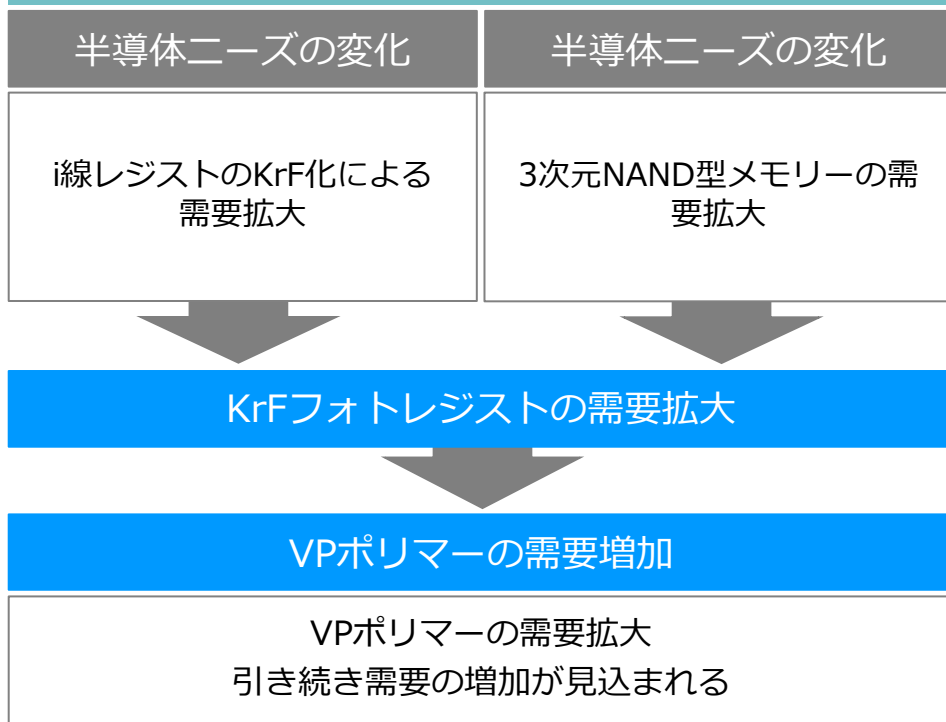 半導体ニーズの変化
半導体ニーズの変化
i線レジストのKrF化による
需要拡大
3次元NAND型メモリーの需
要拡大
KrFフォトレジストの需要拡大
VPポリマーの需要増加
VPポリマーの需要拡大
引き続き需要の増加が見込まれる